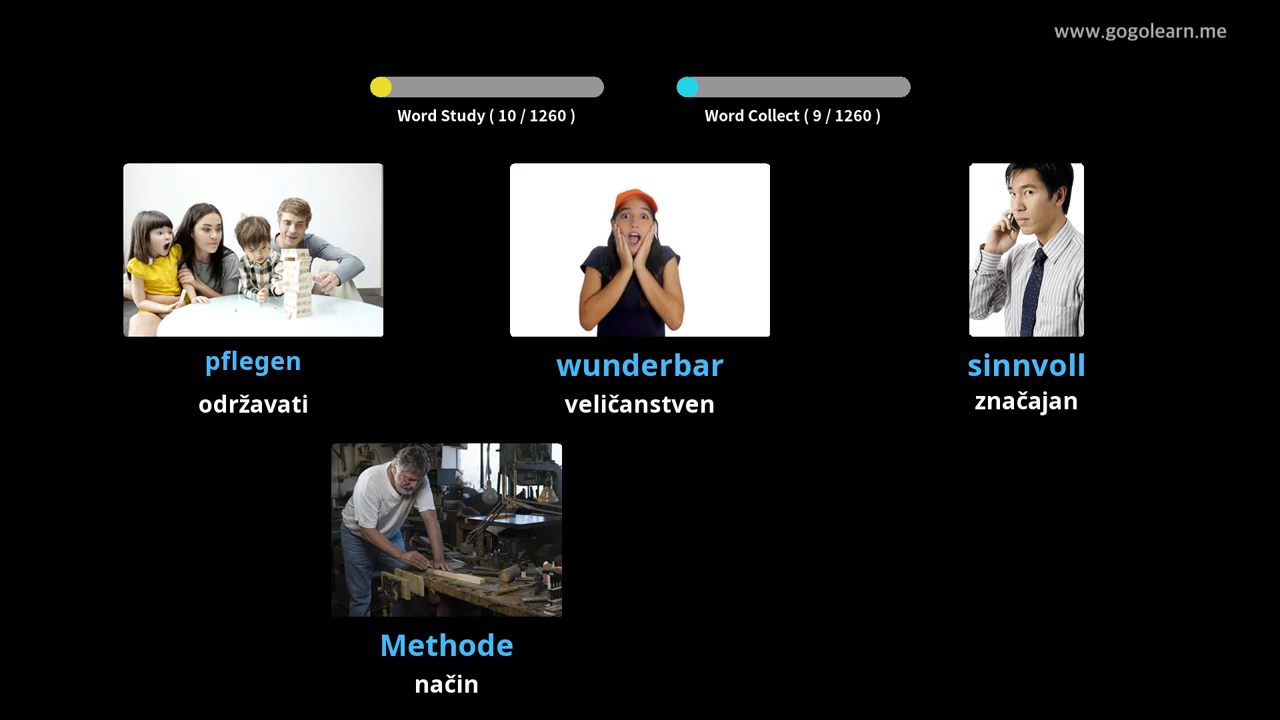 www.gogolearn.me
Word Study ( 10 / 1260 )
Word Collect ( 9 / 1260 )
pflegen
održavati
wunderbar
veličanstven
sinnvoll
značajan
Methode
način